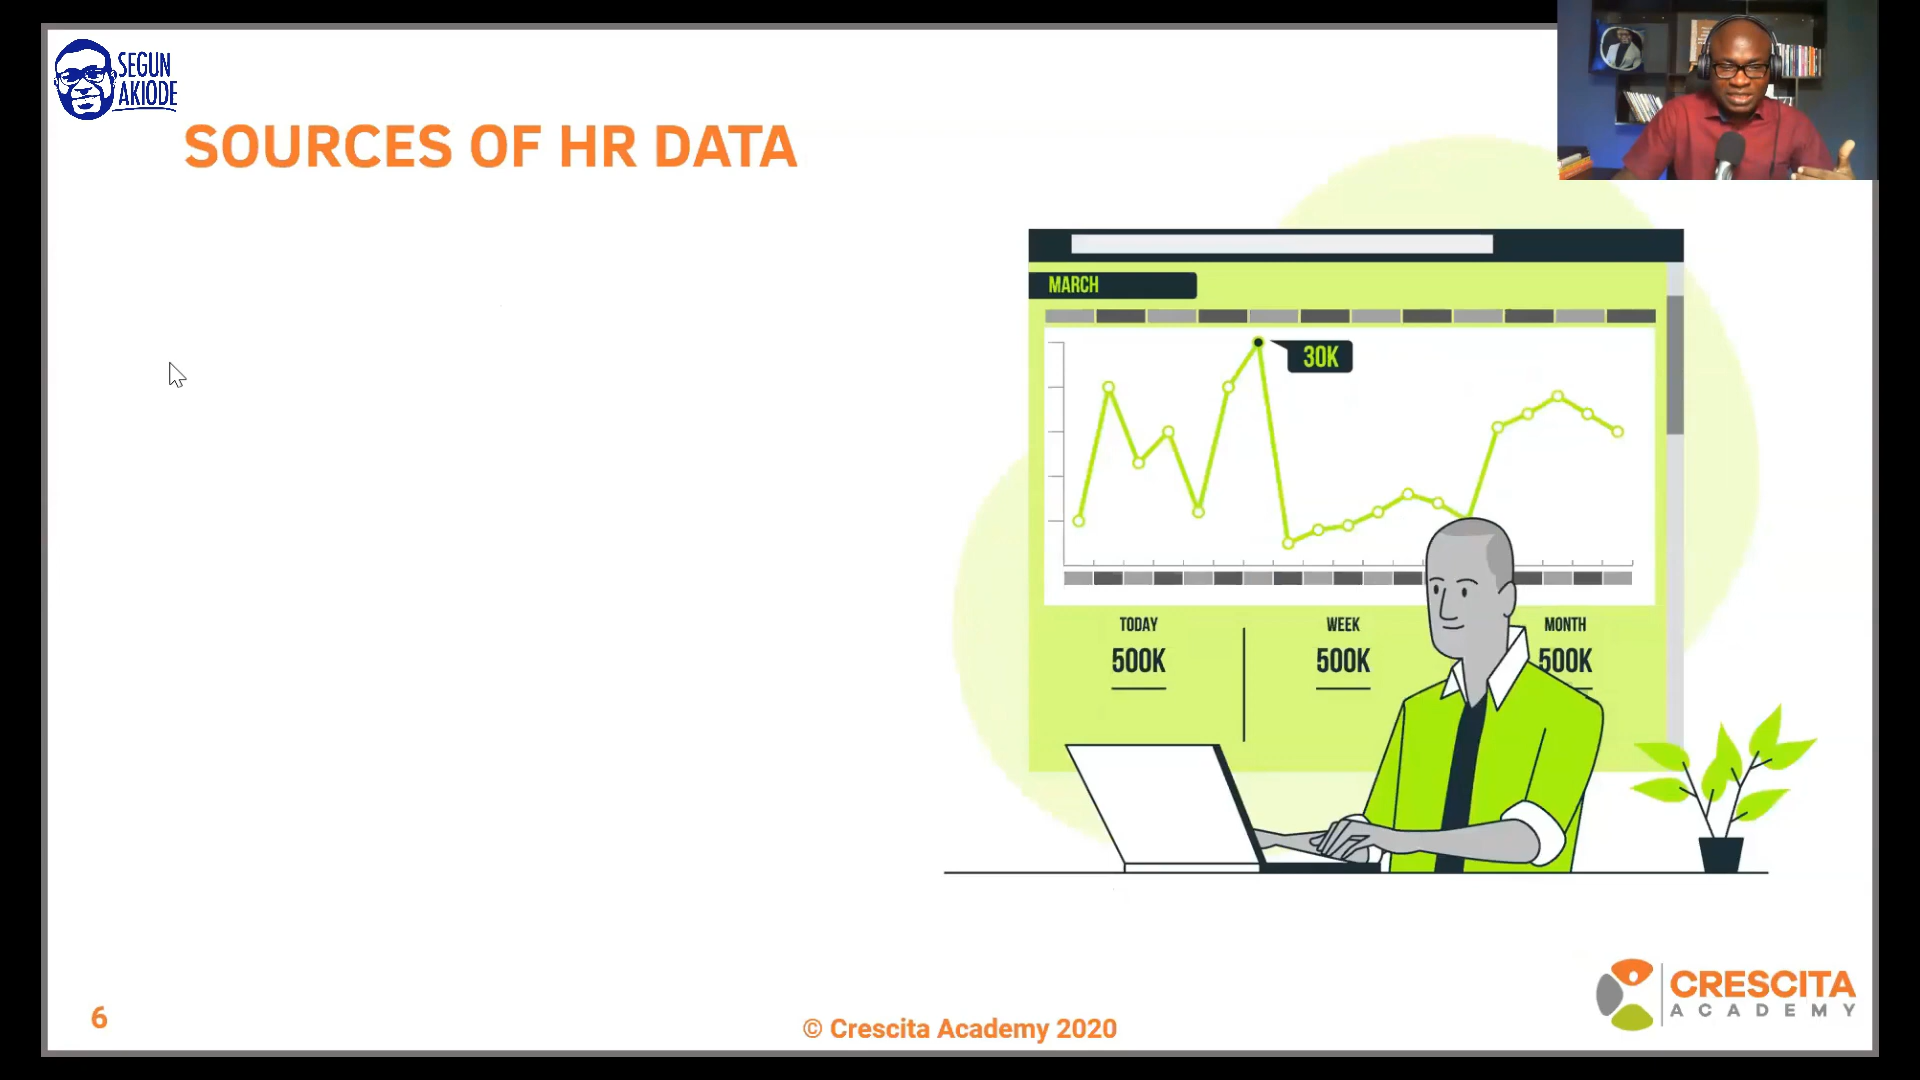 SEGUN
AKIODE
SOURCES OF HR DATA
MARCH
30K
TODAY
WEEK
MONTH
500K
500K
500K
6
© Crescita Academy 2020
CRESCITA
ACADEMY